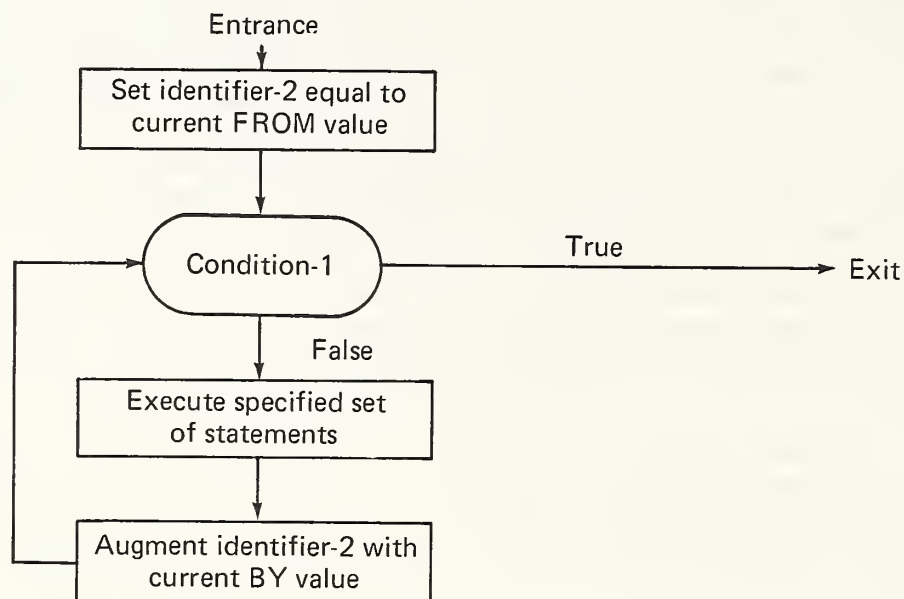 Entrance
Set identifier-2 equal to
current FROM value
Condition-1
True
Exit
False
Execute specified set
of statements
Augment identifier-2 with
current BY value